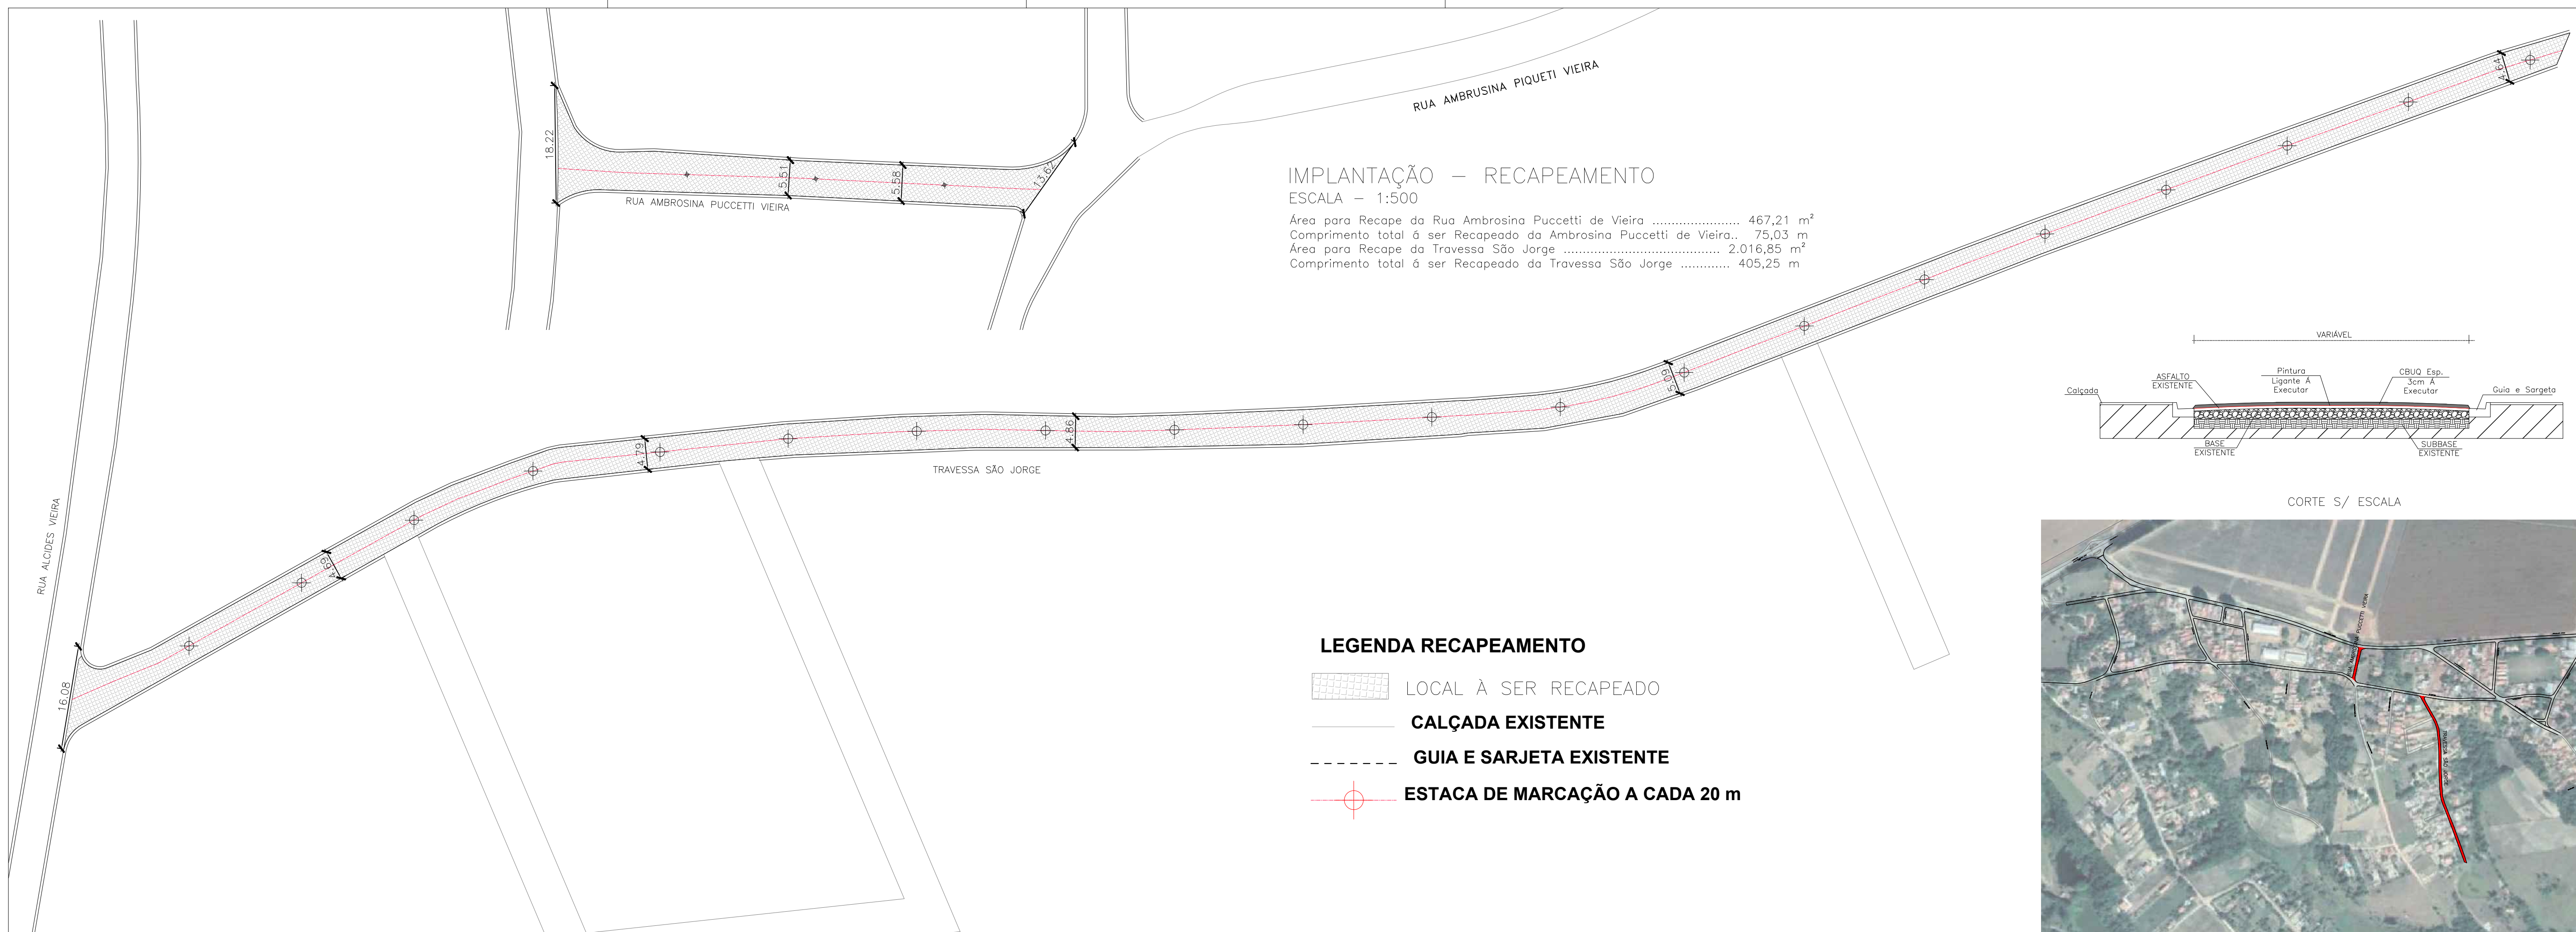 RUA AMBRUSINA PIQUETI VIEIRA
4.64
18.22
5.51
5.58
13.62
RUA AMBROSINA PUCCETTI VIEIRA
IMPLANTAÇÃO – RECAPEAMENTO
ESCALA – 1:500
Área para Recape da Rua Ambrosina Puccetti de Vieira ....................... 467,21 m²
Comprimento total á ser Recapeado da Ambrosina Puccetti de Vieira.. 75,03 m
Área para Recape da Travessa São Jorge ......................................... 2.016,85 m²
Comprimento total á ser Recapeado da Travessa São Jorge ............. 405,25 m
VARIÁVEL
Calçada
ASFALTO
EXISTENTE
Pintura
Ligante A
Executar
CBUQ Esp.
3cm A
Executar
Guia e Sargeta
BASE
EXISTENTE
SUBBASE
EXISTENTE
CORTE S/ ESCALA
5.09
4.86
4.79
TRAVESSA SÃO JORGE
4.69
RUA ALCIDES VIEIRA
16.08
LEGENDA RECAPEAMENTO
LOCAL À SER RECAPEADO
CALÇADA EXISTENTE
GUIA E SARJETA EXISTENTE
ESTACA DE MARCAÇÃO A CADA 20 m
PUCCETI VIEIRA
TRAVESSA SÃO JORGE